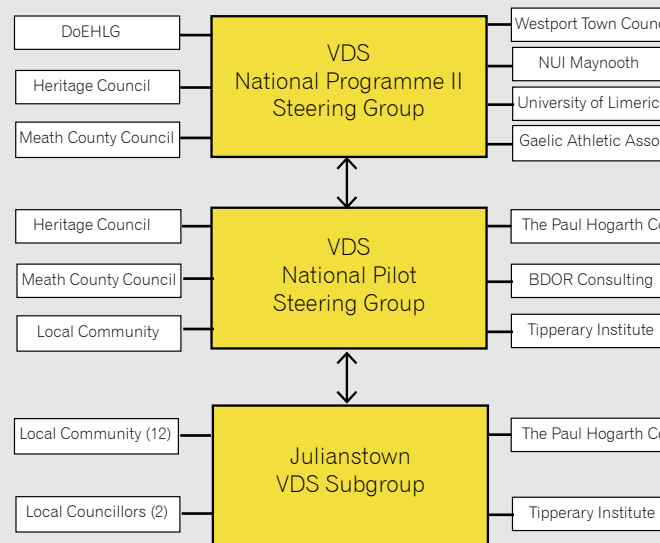 DoEHLG
Heritage Council
Meath County Council
VDS
National Programme II
Steering Group
Westport Town Counc
NUI Maynooth
University of Limeric
Gaelic Athletic Asso
Heritage Council
Meath County Council
Local Community
VDS
National Pilot
Steering Group
The Paul Hogarth Co
BDOR Consulting
Tipperary Institute
Local Community (12)
Local Councillors (2)
Julianstown
VDS Subgroup
The Paul Hogarth Co
Tipperary Institute